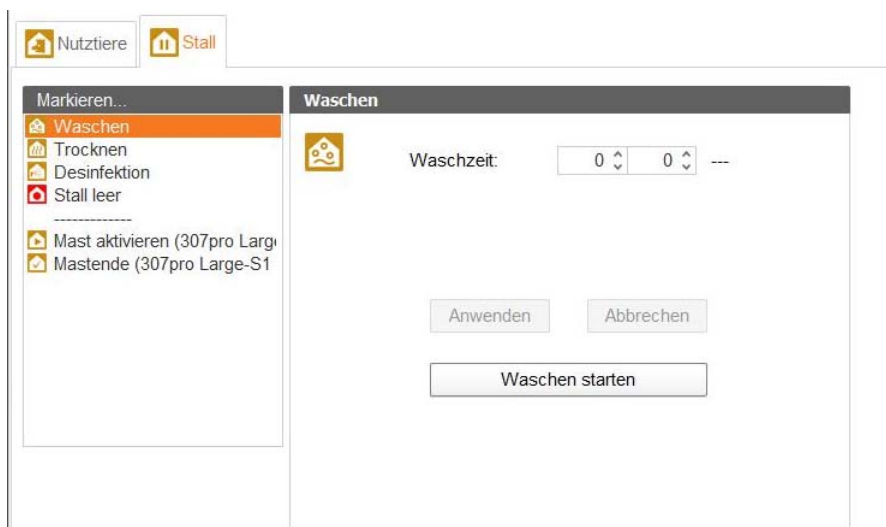 Nutztiere Stall
Markieren...
Waschen
Trocknen
Desinfektion
Stall leer
-------------
Mast aktivieren (307pro Large
Mastende (307pro Large-S1
Waschen
Waschzeit: 0 0 ---
Anwenden Abbrechen
Waschen starten